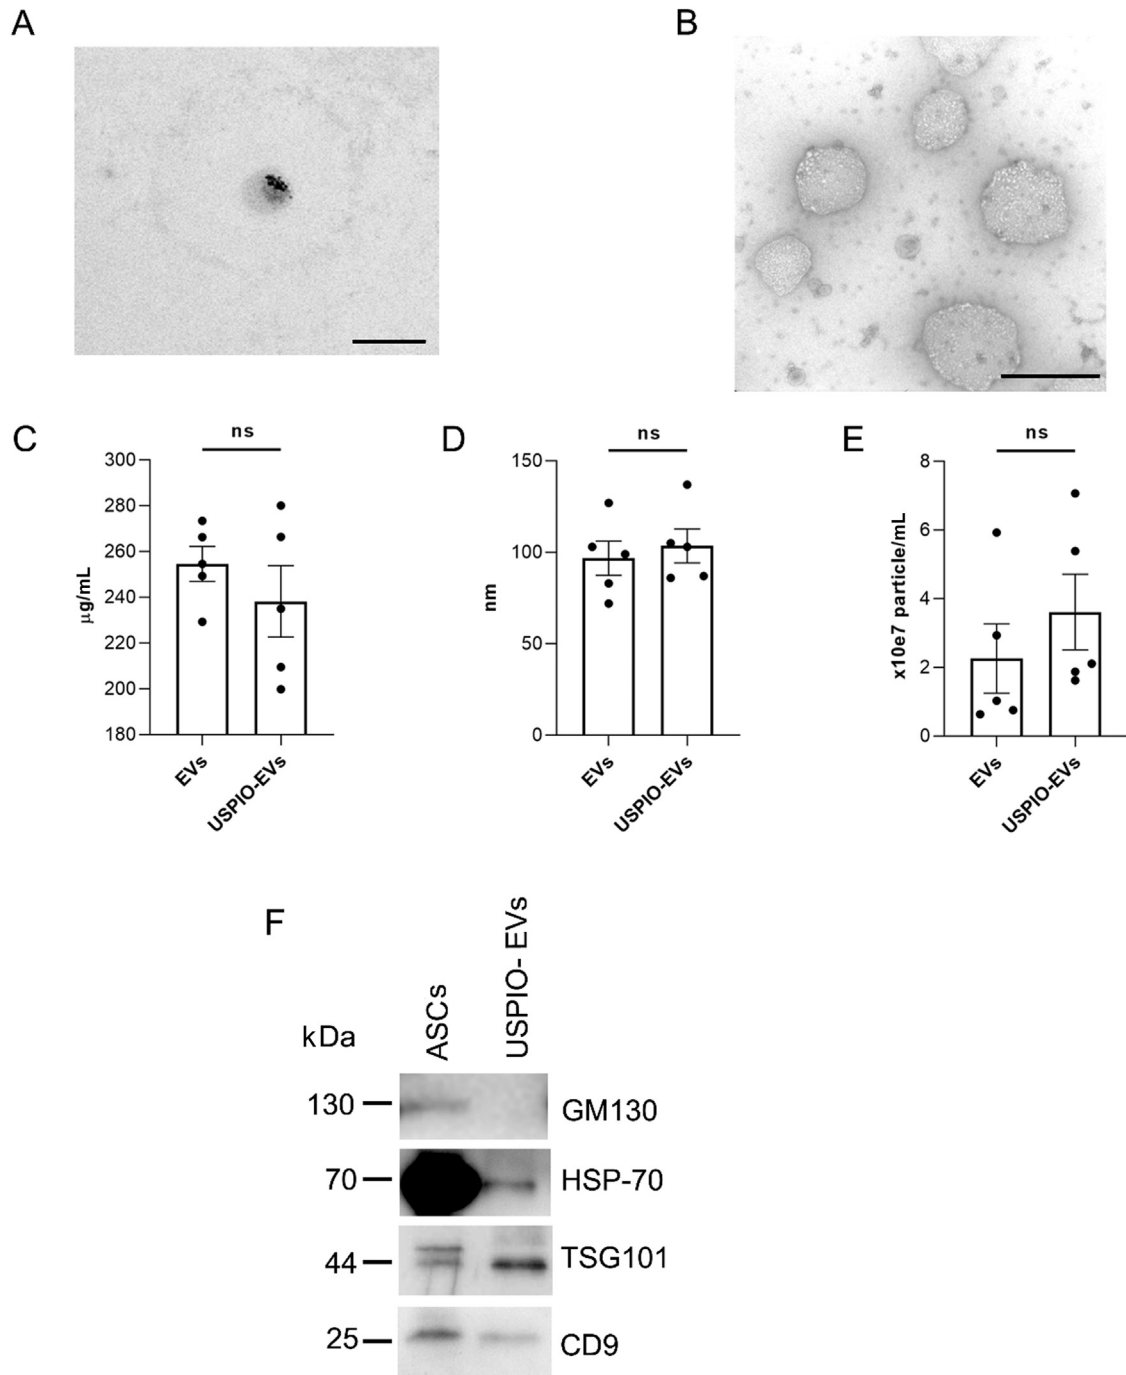 A
B
C
ns
300
280
260
240
220
200
180
µg/mL
EVs
USPIO-EVs
D
ns
150
100
50
0
nm
EVs
USPIO-EVs
E
ns
8
6
4
2
0
x10e7 particle/mL
EVs
USPIO-EVs
F
kDa
ASCs
USPIO- EVs
130
GM130
70
HSP-70
44
TSG101
25
CD9